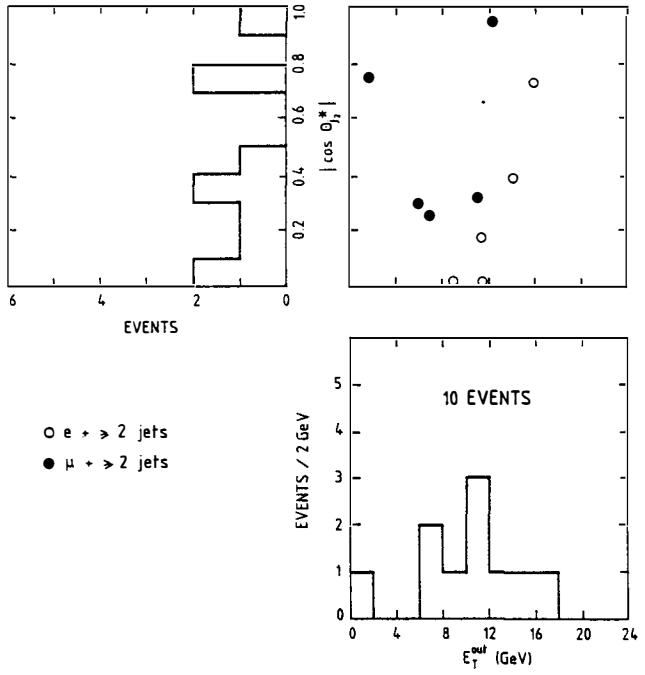 1.0
0.8
0.6
0.4
0.2
0
|cos θj₂*|
6 4 2 0
EVENTS
10 EVENTS
○ e + ⩾ 2 jets
● μ + ⩾ 2 jets
EVENTS / 2 GeV
5
4
3
2
1
0
0 4 8 12 16 20 24
E_T^out (GeV)